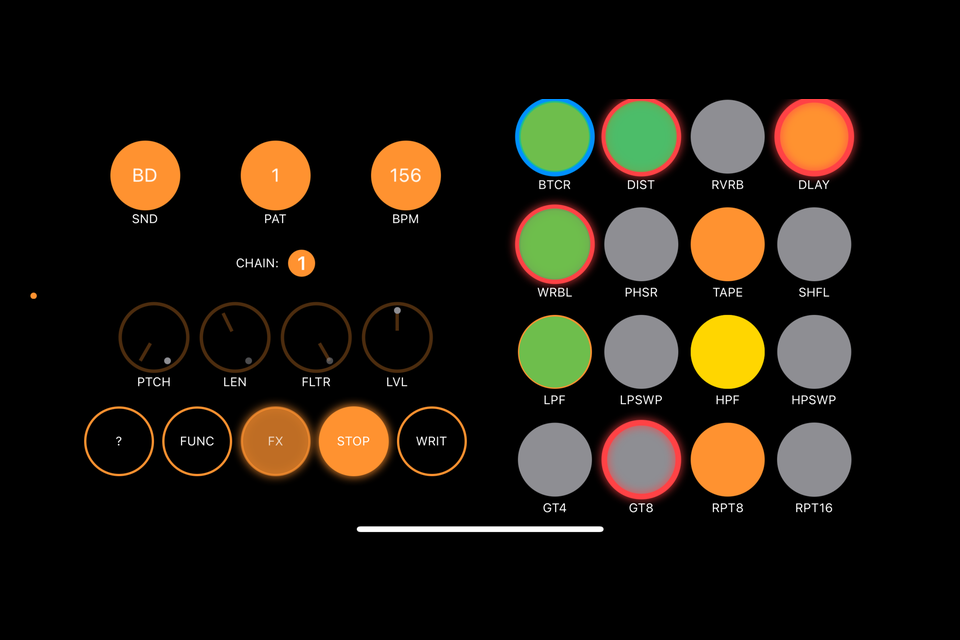 BD 1 156
SND PAT BPM
CHAIN: 1
PTCH LEN FLTR LVL
? FUNC FX STOP WRIT
BTCR DIST RVRB DLAY
WRBL PHSR TAPE SHFL
LPF LPSWP HPF HPSWP
GT4 GT8 RPT8 RPT16